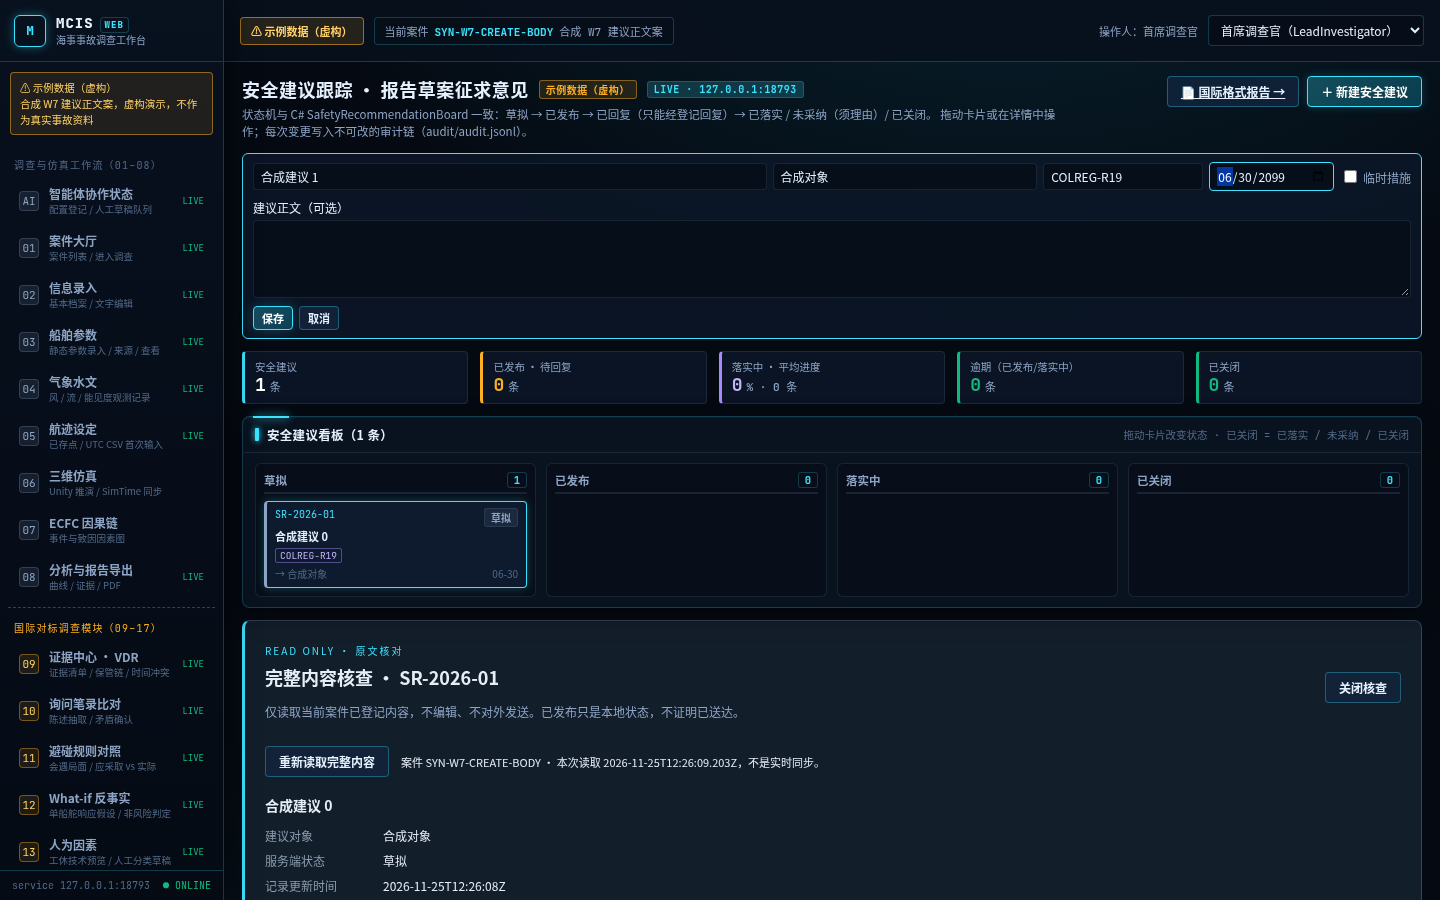 M
MCIS WEB
海事事故调查工作台
⚠ 示例数据（虚构）
当前案件 SYN-W7-CREATE-BODY 合成 W7 建议正文案
操作人：首席调查官
首席调查官（LeadInvestigator）
⚠ 示例数据（虚构）
合成 W7 建议正文案，虚构演示，不作
为真实事故资料
调查与仿真工作流（01–08）
AI 智能体协作状态 LIVE
配置登记 / 人工草稿队列
01 案件大厅 LIVE
案件列表 / 进入调查
02 信息录入 LIVE
基本档案 / 文字编辑
03 船舶参数 LIVE
静态参数录入 / 来源 / 查看
04 气象水文 LIVE
风 / 流 / 能见度观测记录
05 航迹设定 LIVE
已存点 / UTC CSV 首次输入
06 三维仿真
Unity 推演 / SimTime 同步
07 ECFC 因果链
事件与致因因素图
08 分析与报告导出 LIVE
曲线 / 证据 / PDF
国际对标调查模块（09–17）
09 证据中心 · VDR LIVE
证据清单 / 保管链 / 时间冲突
10 询问笔录比对 LIVE
陈述抽取 / 矛盾确认
11 避碰规则对照 LIVE
会遇局面 / 应采取 vs 实际
12 What-if 反事实 LIVE
单船舵响应假设 / 非风险判定
13 人为因素 LIVE
工休技术预览 / 人工分类草稿
service 127.0.0.1:18793 ONLINE
安全建议跟踪 · 报告草案征求意见 示例数据（虚构） LIVE · 127.0.0.1:18793
状态机与 C# SafetyRecommendationBoard 一致：草拟 → 已发布 → 已回复（只能经登记回复）→ 已落实 / 未采纳（须理由）/ 已关闭。 拖动卡片或在详情中操
作；每次变更写入不可改的审计链（audit/audit.jsonl）。
📄 国际格式报告 →
＋ 新建安全建议
合成建议 1
合成对象
COLREG-R19
06/30/2099
临时措施
建议正文（可选）
保存
取消
安全建议
1 条
已发布 · 待回复
0 条
落实中 · 平均进度
0 % · 0 条
逾期（已发布/落实中）
0 条
已关闭
0 条
安全建议看板（1 条）
拖动卡片改变状态 · 已关闭 = 已落实 / 未采纳 / 已关闭
草拟 1
已发布 0
落实中 0
已关闭 0
SR-2026-01 草拟
合成建议 0
COLREG-R19
→ 合成对象 06-30
READ ONLY · 原文核对
完整内容核查 · SR-2026-01
关闭核查
仅读取当前案件已登记内容，不编辑、不对外发送。已发布只是本地状态，不证明已送达。
重新读取完整内容
案件 SYN-W7-CREATE-BODY · 本次读取 2026-11-25T12:26:09.203Z，不是实时同步。
合成建议 0
建议对象 合成对象
服务端状态 草拟
记录更新时间 2026-11-25T12:26:08Z